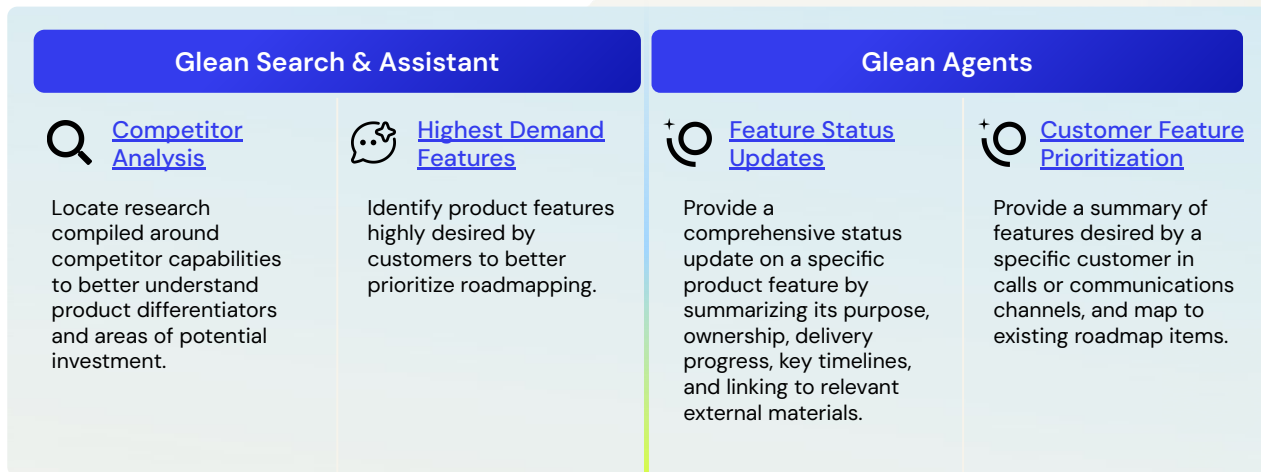 Glean Search & Assistant
Competitor
Analysis
Locate research
compiled around
competitor capabilities
to better understand
product differentiators
and areas of potential
investment.
Highest Demand
Features
Identify product features
highly desired by
customers to better
prioritize roadmapping.
Glean Agents
Feature Status
Updates
Provide a
comprehensive status
update on a specific
product feature by
summarizing its purpose,
ownership, delivery
progress, key timelines,
and linking to relevant
external materials.
Customer Feature
Prioritization
Provide a summary of
features desired by a
specific customer in
calls or communications
channels, and map to
existing roadmap items.